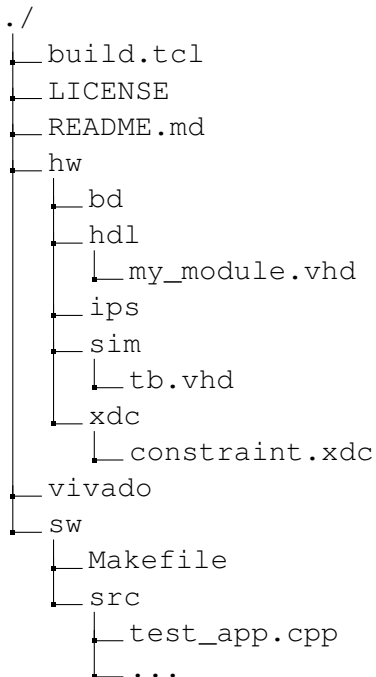 ./
build.tcl
LICENSE
README.md
hw
bd
hdl
my_module.vhd
ips
sim
tb.vhd
xdc
constraint.xdc
vivado
sw
Makefile
src
test_app.cpp
...